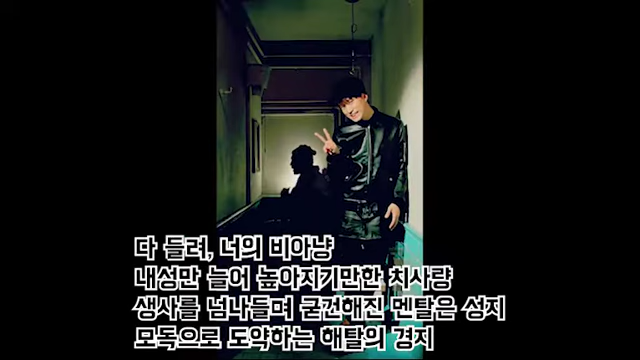 다 들려, 너의 비아냥
내성만 늘어 높아지기만한 치사량
생사를 넘나들며 굳건해진 멘탈은 성지
모독으로 도약하는 해탈의 경지